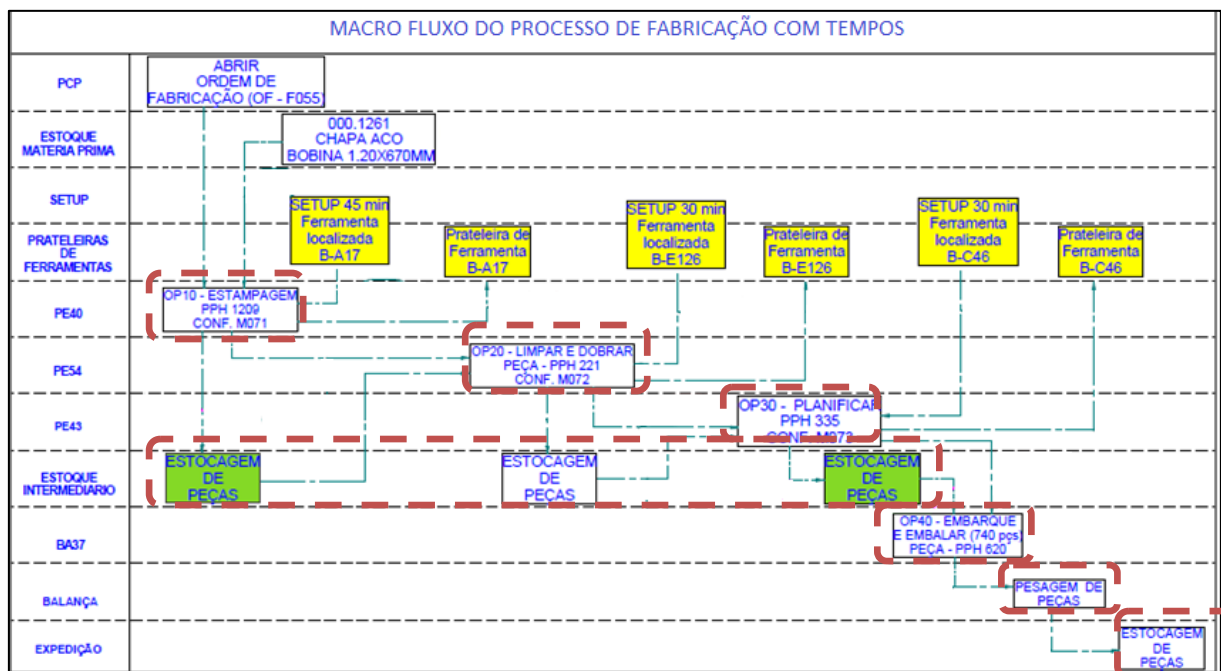 MACRO FLUXO DO PROCESSO DE FABRICAÇÃO COM TEMPOS
PCP
ABRIR
ORDEM DE
FABRICAÇÃO (OF - F055)
ESTOQUE
MATERIA PRIMA
000.1261
CHAPA ACO
BOBINA 1.20X670MM
SETUP
SETUP 45 min
Ferramenta
localizada
B-A17
SETUP 30 min
Ferramenta
localizada
B-E126
SETUP 30 min
Ferramenta
localizada
B-C46
PRATELEIRAS
DE
FERRAMENTAS
Prateleira de
Ferramenta
B-A17
Prateleira de
Ferramenta
B-E126
Prateleira de
Ferramenta
B-C46
PE40
OP10 - ESTAMPAGEM
PPH 1209
CONF. M071
PE54
OP20 - LIMPAR E DOBRAR
PEÇA - PPH 221
CONF. M072
PE43
OP30 - PLANIFICAR
PPH 335
CONF. M073
ESTOQUE
INTERMEDIARIO
ESTOCAGEM
DE
PEÇAS
ESTOCAGEM
DE
PEÇAS
ESTOCAGEM
DE
PEÇAS
BA37
OP40 - EMBARQUE
E EMBALAR (740 pçs)
PEÇA - PPH 620
BALANÇA
PESAGEM DE
PEÇAS
EXPEDIÇÃO
ESTOCAGEM
DE
PEÇAS